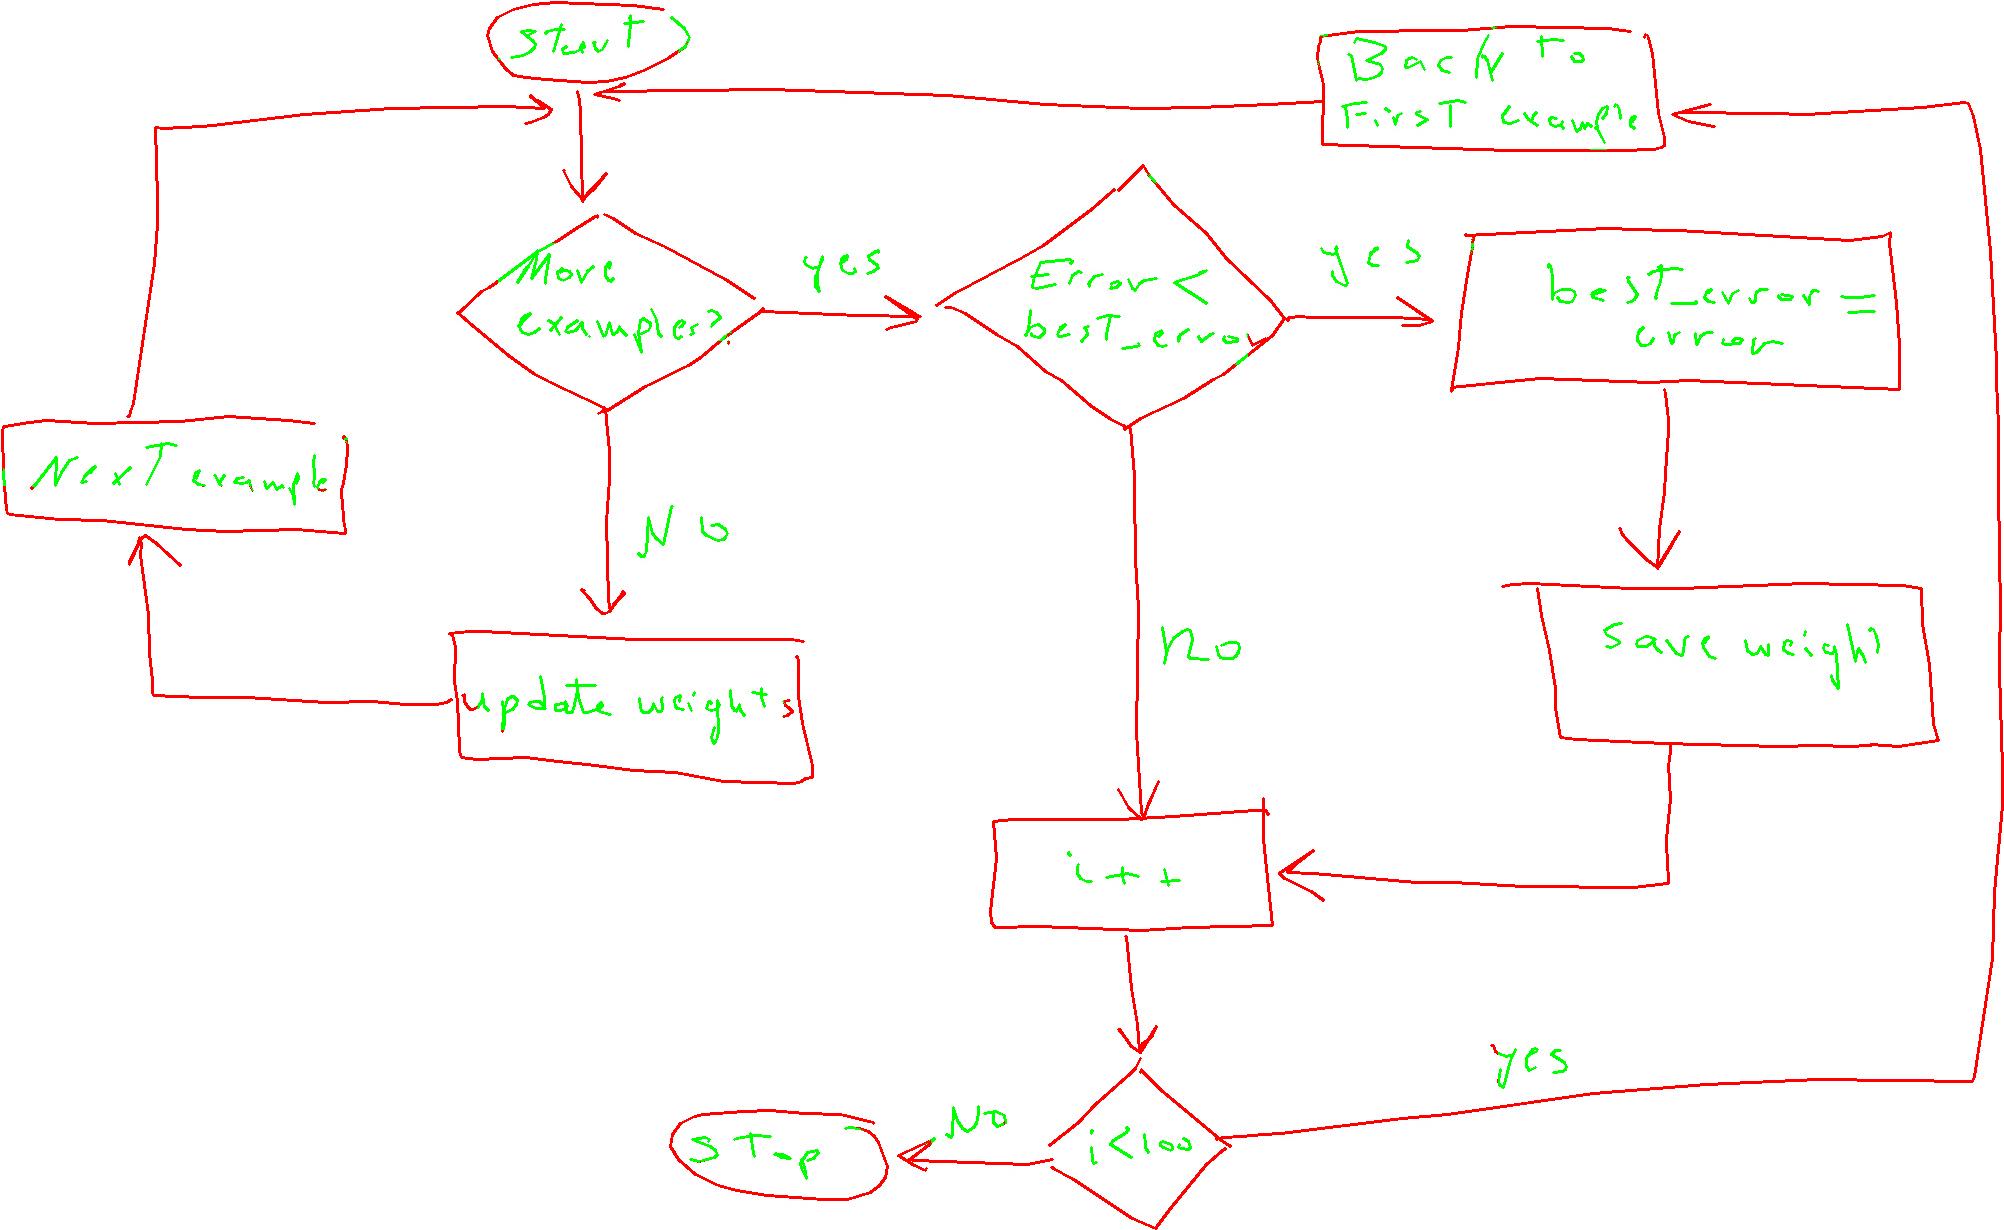 Start
Back to
First example
More
examples?
yes
Error <
best_error
yes
best_error =
error
Next example
No
update weights
no
save weight
i++
yes
No
i<100
Stop